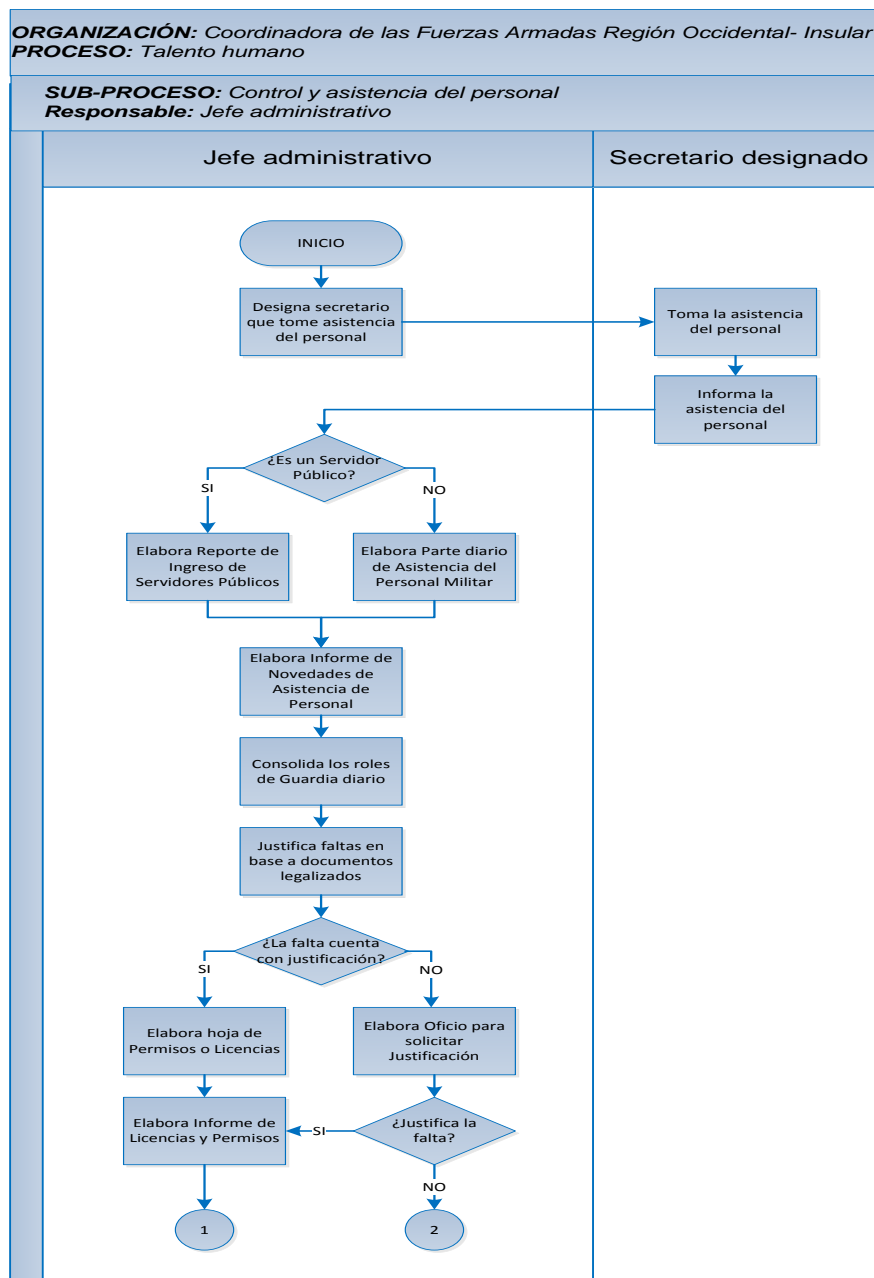 ORGANIZACIÓN: Coordinadora de las Fuerzas Armadas Región Occidental- Insular
PROCESO: Talento humano
SUB-PROCESO: Control y asistencia del personal
Responsable: Jefe administrativo
Jefe administrativo
Secretario designado
INICIO
Designa secretario
que tome asistencia
del personal
Toma la asistencia
del personal
Informa la
asistencia del
personal
¿Es un Servidor
Público?
SI
NO
Elabora Reporte de
Ingreso de
Servidores Públicos
Elabora Parte diario
de Asistencia del
Personal Militar
Elabora Informe de
Novedades de
Asistencia de
Personal
Consolida los roles
de Guardia diario
Justifica faltas en
base a documentos
legalizados
¿La falta cuenta
con justificación?
SI
NO
Elabora hoja de
Permisos o Licencias
Elabora Oficio para
solicitar
Justificación
Elabora Informe de
Licencias y Permisos
SI
¿Justifica la
falta?
NO
1
2